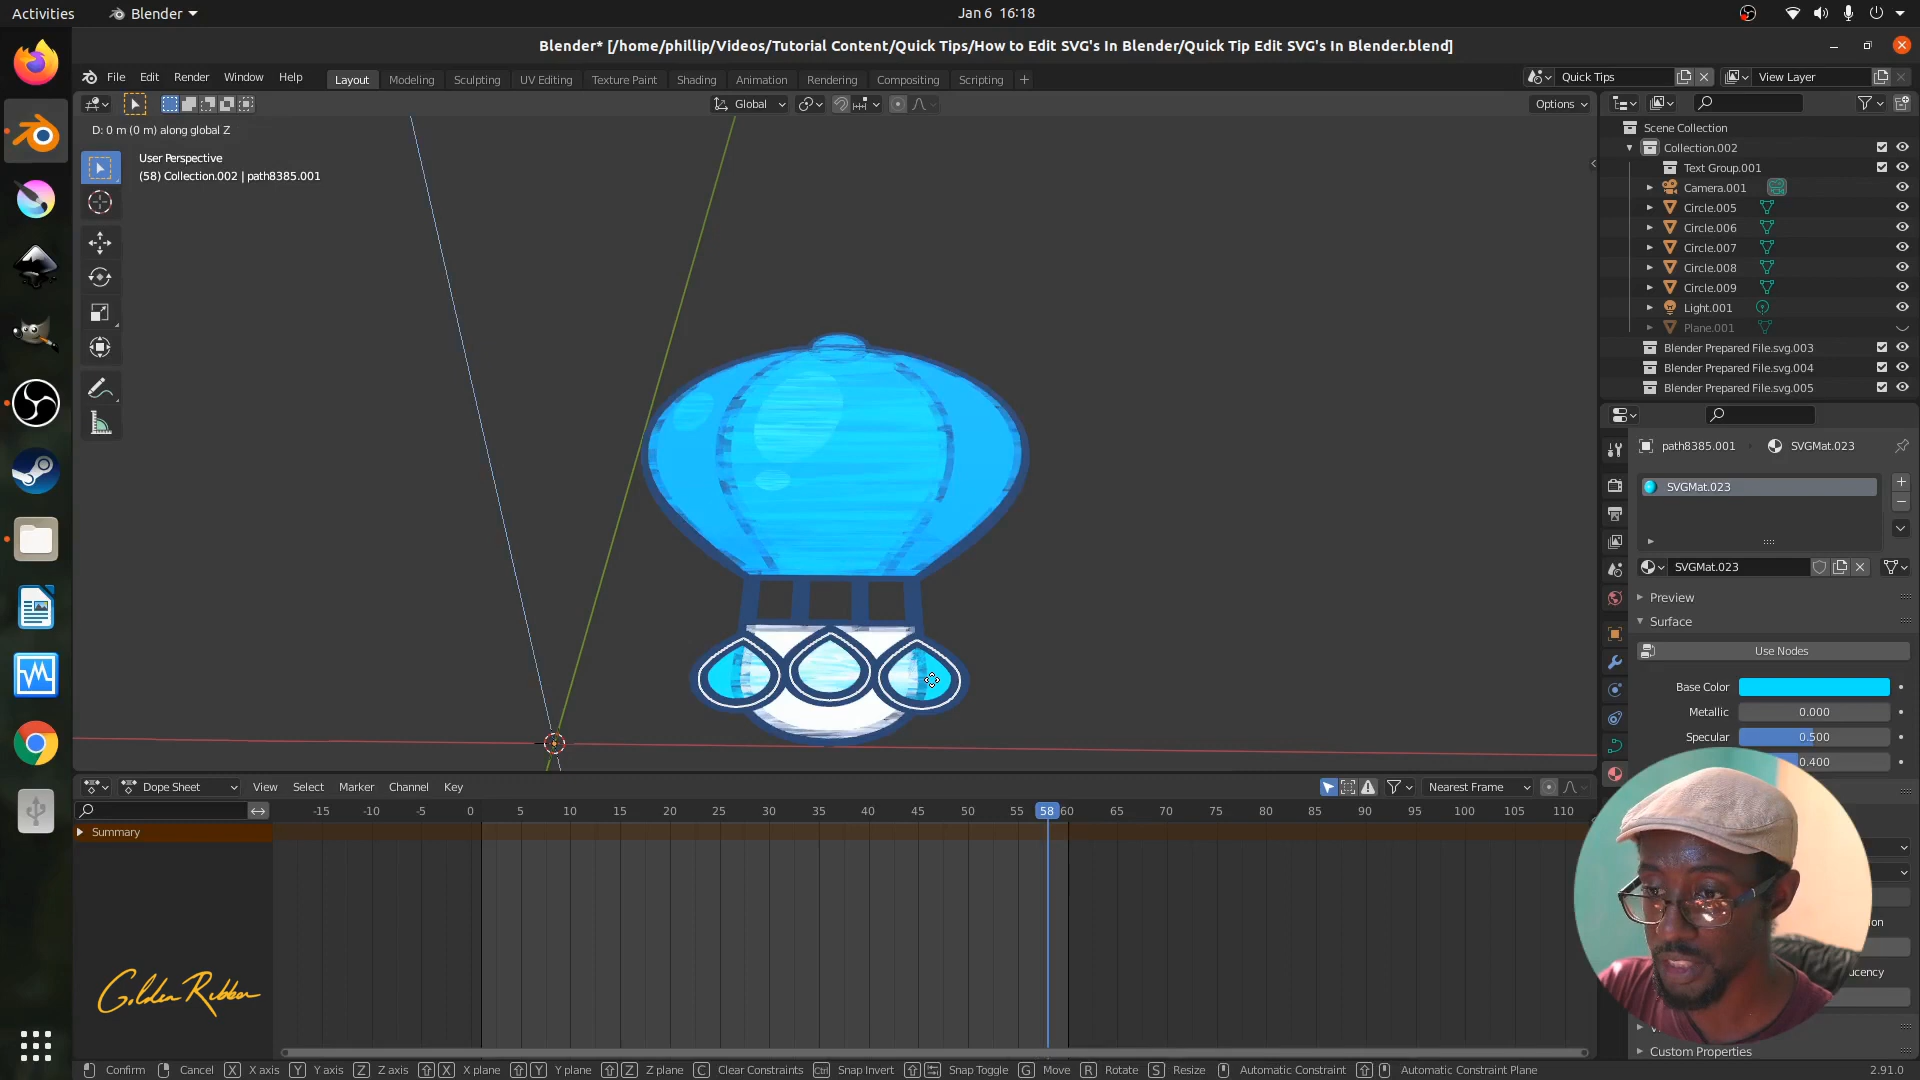 Activities
Blender
Jan 6 16:18
Blender* [/home/phillip/Videos/Tutorial Content/Quick Tips/How to Edit SVG's In Blender/Quick Tip Edit SVG's In Blender.blend]
File Edit Render Window Help
Layout Modeling Sculpting UV Editing Texture Paint Shading Animation Rendering Compositing Scripting +
Quick Tips
View Layer
Global
Options
D: 0 m (0 m) along global Z
User Perspective
(58) Collection.002 | path8385.001
Scene Collection
Collection.002
Text Group.001
Camera.001
Circle.005
Circle.006
Circle.007
Circle.008
Circle.009
Light.001
Plane.001
Blender Prepared File.svg.003
Blender Prepared File.svg.004
Blender Prepared File.svg.005
path8385.001
SVGMat.023
SVGMat.023
SVGMat.023
Preview
Surface
Use Nodes
Base Color
Metallic 0.000
Specular 0.500
0.400
ion
ucency
Custom Properties
Dope Sheet
View Select Marker Channel Key
Nearest Frame
-15 -10 -5 0 5 10 15 20 25 30 35 40 45 50 55 58 60 65 70 75 80 85 90 95 100 105 110
Summary
Golden Ribbon
Confirm Cancel X X axis Y Y axis Z Z axis X X plane Y Y plane Z Z plane C Clear Constraints Ctrl Snap Invert Snap Toggle G Move R Rotate S Resize Automatic Constraint Automatic Constraint Plane
2.91.0